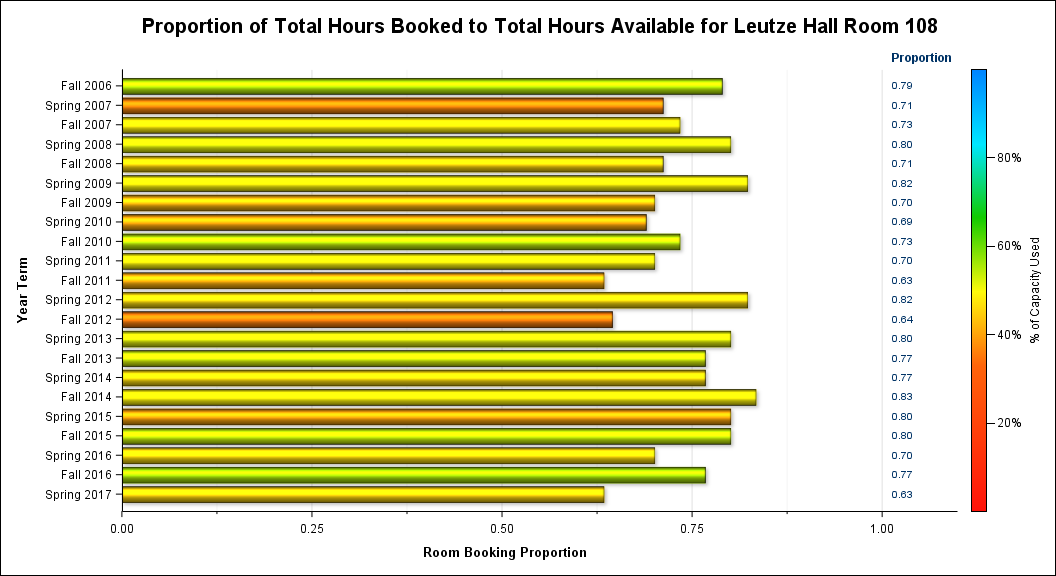 Proportion of Total Hours Booked to Total Hours Available for Leutze Hall Room 108
Proportion
Fall 2006 0.79
Spring 2007 0.71
Fall 2007 0.73
Spring 2008 0.80
Fall 2008 0.71
Spring 2009 0.82
Fall 2009 0.70
Spring 2010 0.69
Fall 2010 0.73
Spring 2011 0.70
Fall 2011 0.63
Spring 2012 0.82
Fall 2012 0.64
Spring 2013 0.80
Fall 2013 0.77
Spring 2014 0.77
Fall 2014 0.83
Spring 2015 0.80
Fall 2015 0.80
Spring 2016 0.70
Fall 2016 0.77
Spring 2017 0.63
Year Term
0.00 0.25 0.50 0.75 1.00
Room Booking Proportion
80%
60%
40%
20%
% of Capacity Used